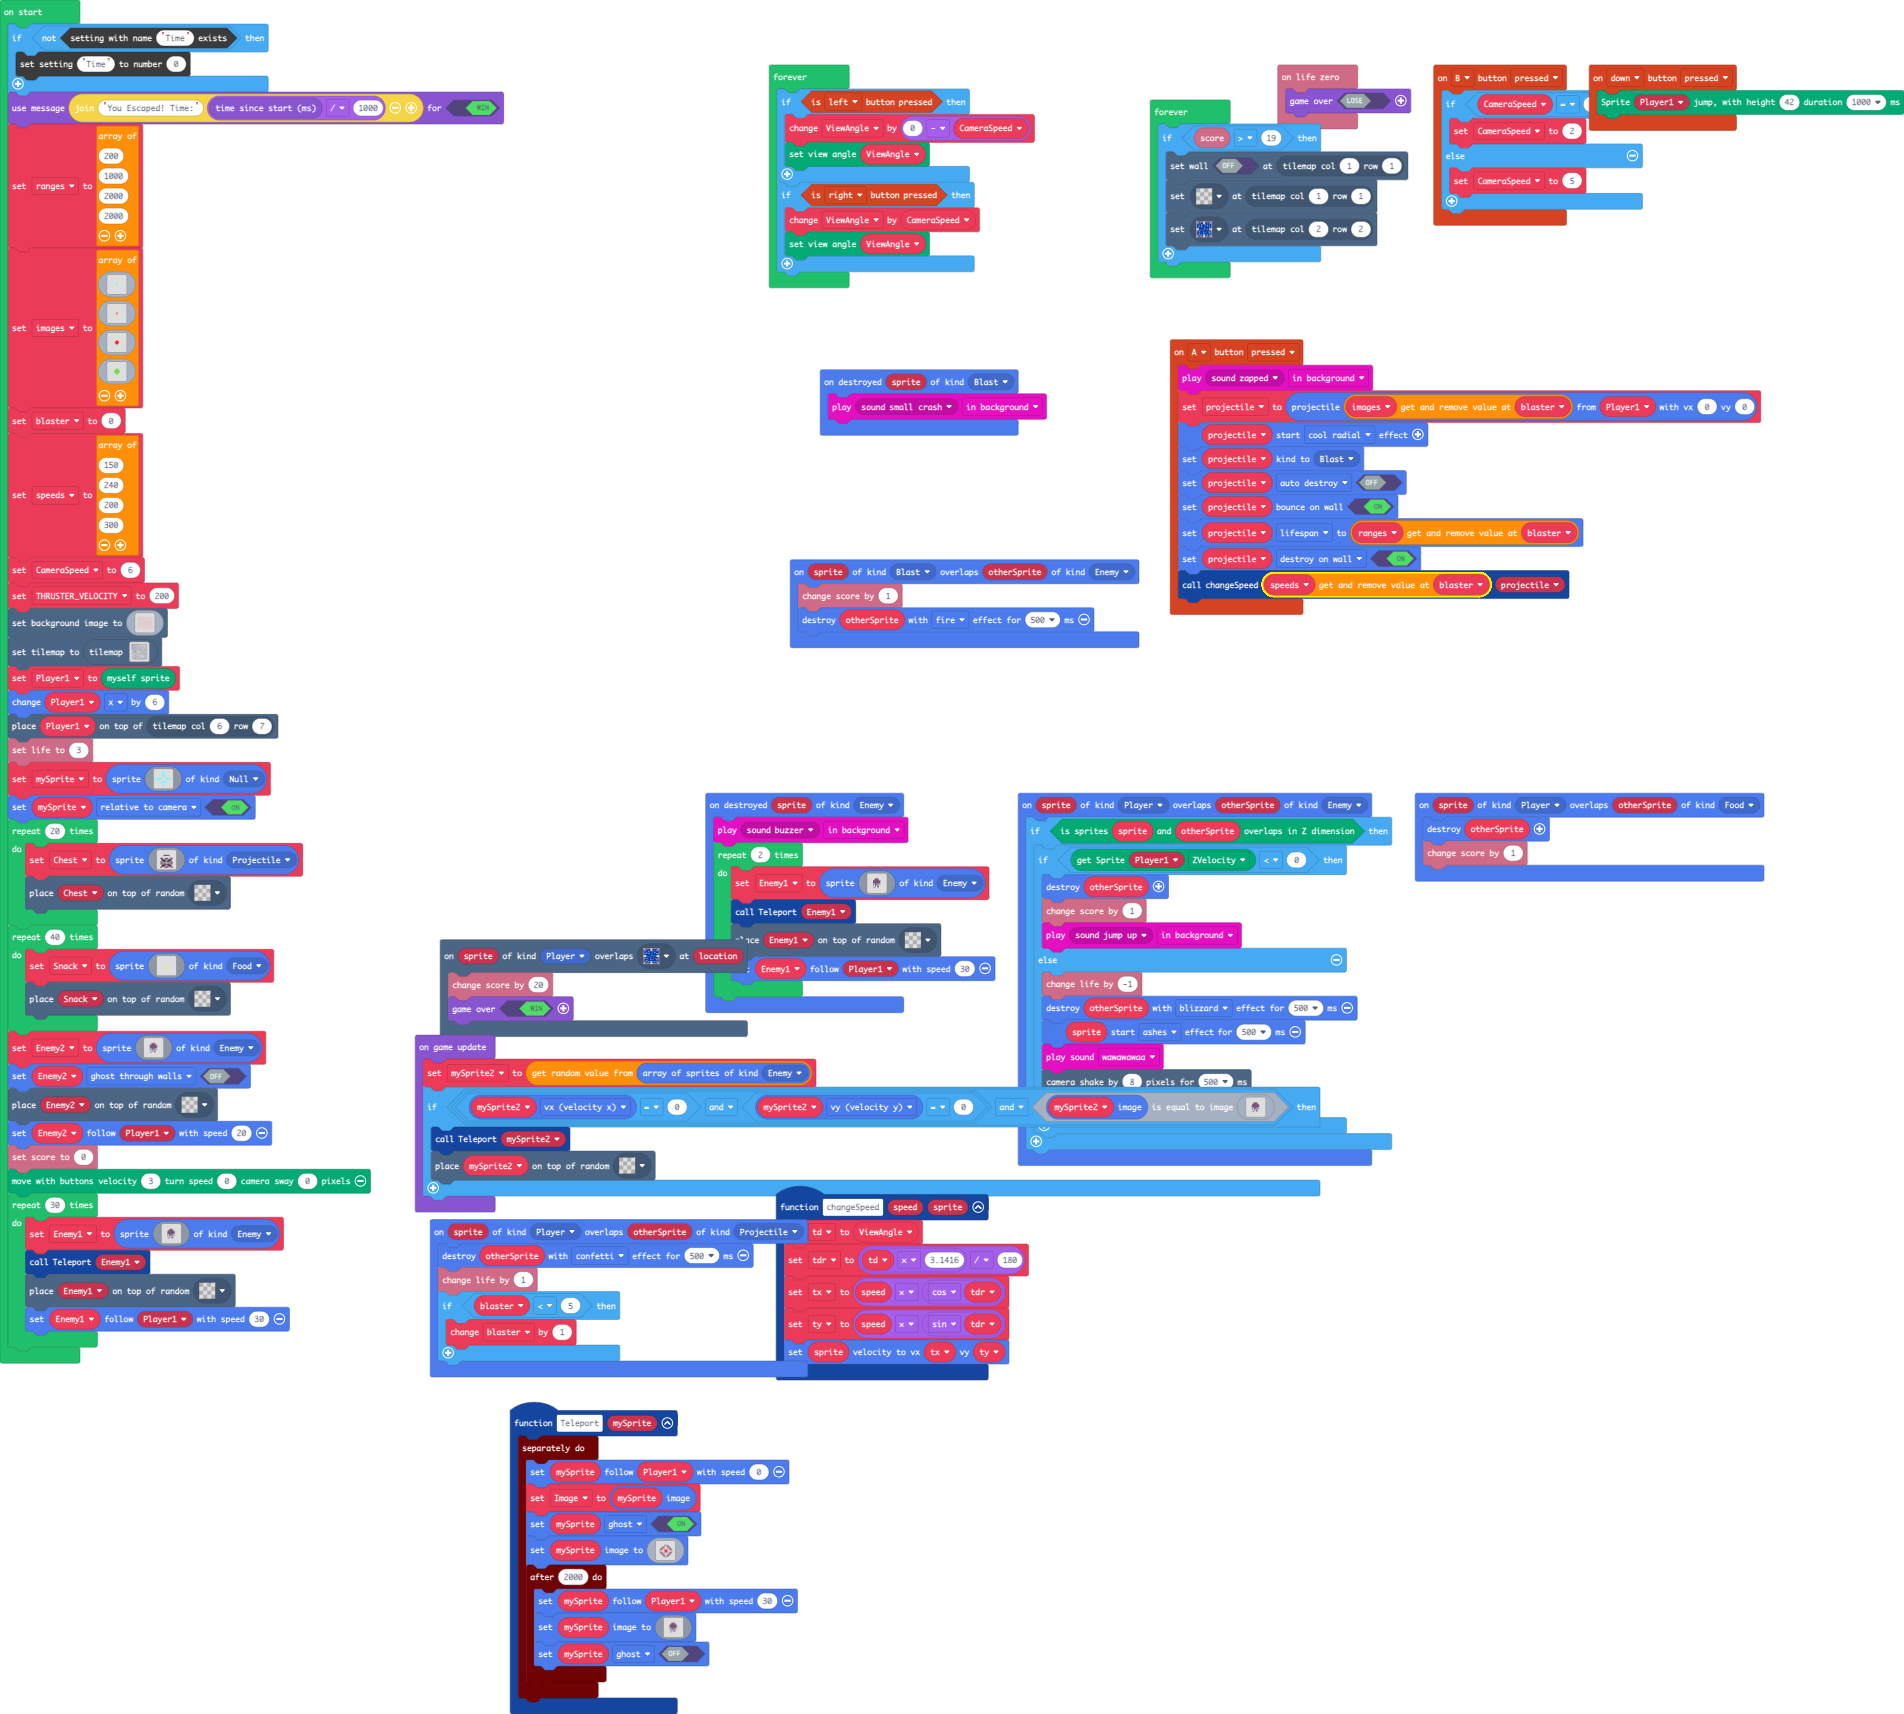 on start
if not setting with name "Time" exists then
set setting "Time" to number 0
use message join "You Escaped! Time:" time since start (ms) / 1000 for WIN
set ranges to array of
200
1000
2000
2000
set images to array of
set blaster to 0
set speeds to array of
150
240
200
300
set CameraSpeed to 6
set THRUSTER_VELOCITY to 200
set background image to
set tilemap to tilemap
set Player1 to myself sprite
change Player1 x by 6
place Player1 on top of tilemap col 6 row 7
set life to 3
set mySprite to sprite of kind Null
set mySprite relative to camera ON
repeat 20 times
do
set Chest to sprite of kind Projectile
place Chest on top of random
repeat 40 times
do
set Snack to sprite of kind Food
place Snack on top of random
set Enemy2 to sprite of kind Enemy
set Enemy2 ghost through walls OFF
place Enemy2 on top of random
set Enemy2 follow Player1 with speed 20
set score to 0
move with buttons velocity 3 turn speed 0 camera sway 0 pixels
repeat 30 times
do
set Enemy1 to sprite of kind Enemy
call Teleport Enemy1
place Enemy1 on top of random
set Enemy1 follow Player1 with speed 30
forever
if is left button pressed then
change ViewAngle by 0 - CameraSpeed
set view angle ViewAngle
if is right button pressed then
change ViewAngle by CameraSpeed
set view angle ViewAngle
forever
if score > 19 then
set wall OFF at tilemap col 1 row 1
set at tilemap col 1 row 1
set at tilemap col 2 row 2
on life zero
game over LOSE
on B button pressed
if CameraSpeed =
set CameraSpeed to 2
else
set CameraSpeed to 5
on down button pressed
Sprite Player1 jump, with height 42 duration 1000 ms
on destroyed sprite of kind Blast
play sound small crash in background
on A button pressed
play sound zapped in background
set projectile to projectile images get and remove value at blaster from Player1 with vx 0 vy 0
projectile start cool radial effect
set projectile kind to Blast
set projectile auto destroy OFF
set projectile bounce on wall ON
set projectile lifespan to ranges get and remove value at blaster
set projectile destroy on wall ON
call changeSpeed speeds get and remove value at blaster projectile
on sprite of kind Blast overlaps otherSprite of kind Enemy
change score by 1
destroy otherSprite with fire effect for 500 ms
on destroyed sprite of kind Enemy
play sound buzzer in background
repeat 2 times
do
set Enemy1 to sprite of kind Enemy
call Teleport Enemy1
Enemy1 on top of random
Enemy1 follow Player1 with speed 30
on sprite of kind Player overlaps at location
change score by 20
game over WIN
on sprite of kind Player overlaps otherSprite of kind Enemy
if is sprites sprite and otherSprite overlaps in Z dimension then
if get Sprite Player1 ZVelocity < 0 then
destroy otherSprite
change score by 1
play sound jump up in background
else
change life by -1
destroy otherSprite with blizzard effect for 500 ms
sprite start ashes effect for 500 ms
play sound wawawawaa
camera shake by 8 pixels for 500 ms
on sprite of kind Player overlaps otherSprite of kind Food
destroy otherSprite
change score by 1
on game update
set mySprite2 to get random value from array of sprites of kind Enemy
if mySprite2 vx (velocity x) = 0 and mySprite2 vy (velocity y) = 0 and mySprite2 image is equal to image then
call Teleport mySprite2
place mySprite2 on top of random
on sprite of kind Player overlaps otherSprite of kind Projectile
destroy otherSprite with confetti effect for 500 ms
change life by 1
if blaster < 5 then
change blaster by 1
function changeSpeed speed sprite
td to ViewAngle
set tdr to td × 3.1416 / 180
set tx to speed × cos tdr
set ty to speed × sin tdr
set sprite velocity to vx tx vy ty
function Teleport mySprite
separately do
set mySprite follow Player1 with speed 0
set Image to mySprite image
set mySprite ghost ON
set mySprite image to
after 2000 do
set mySprite follow Player1 with speed 30
set mySprite image to
set mySprite ghost OFF